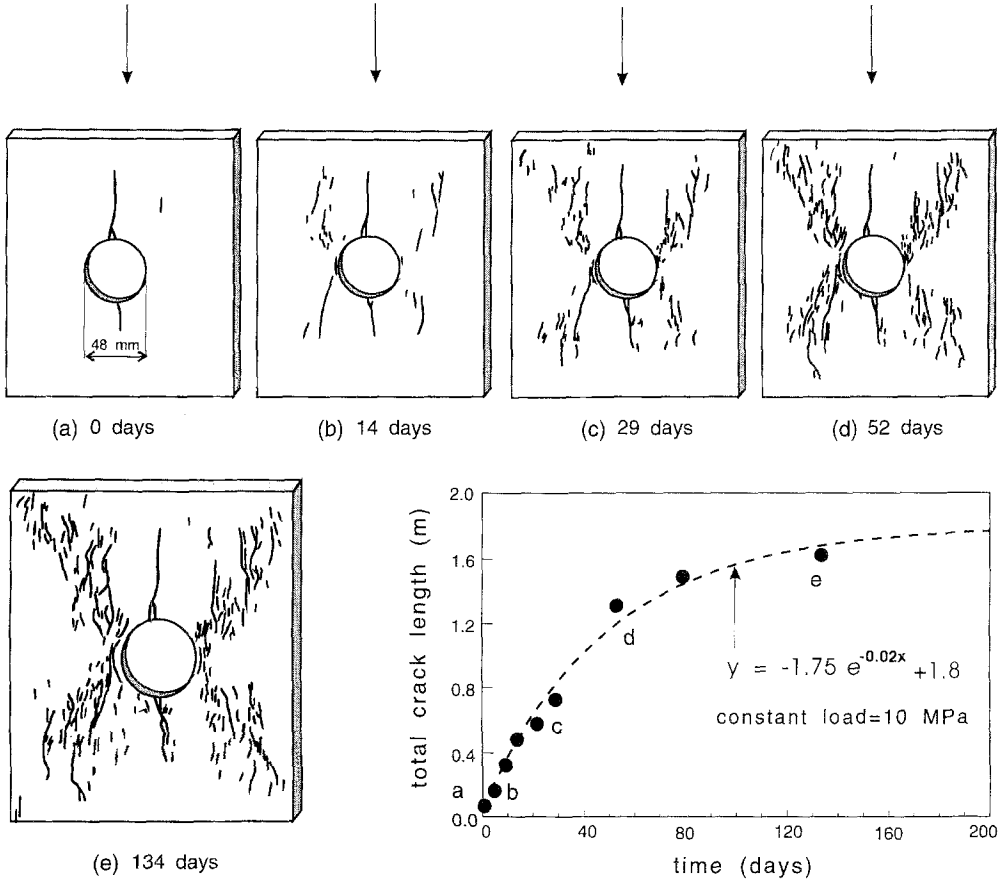 48 mm
(a) 0 days
(b) 14 days
(c) 29 days
(d) 52 days
(e) 134 days
total crack length (m)
2.0
1.6
1.2
0.8
0.4
0.0
a
b
c
d
e
y = -1.75 e^-0.02x +1.8
constant load=10 MPa
0 40 80 120 160 200
time (days)